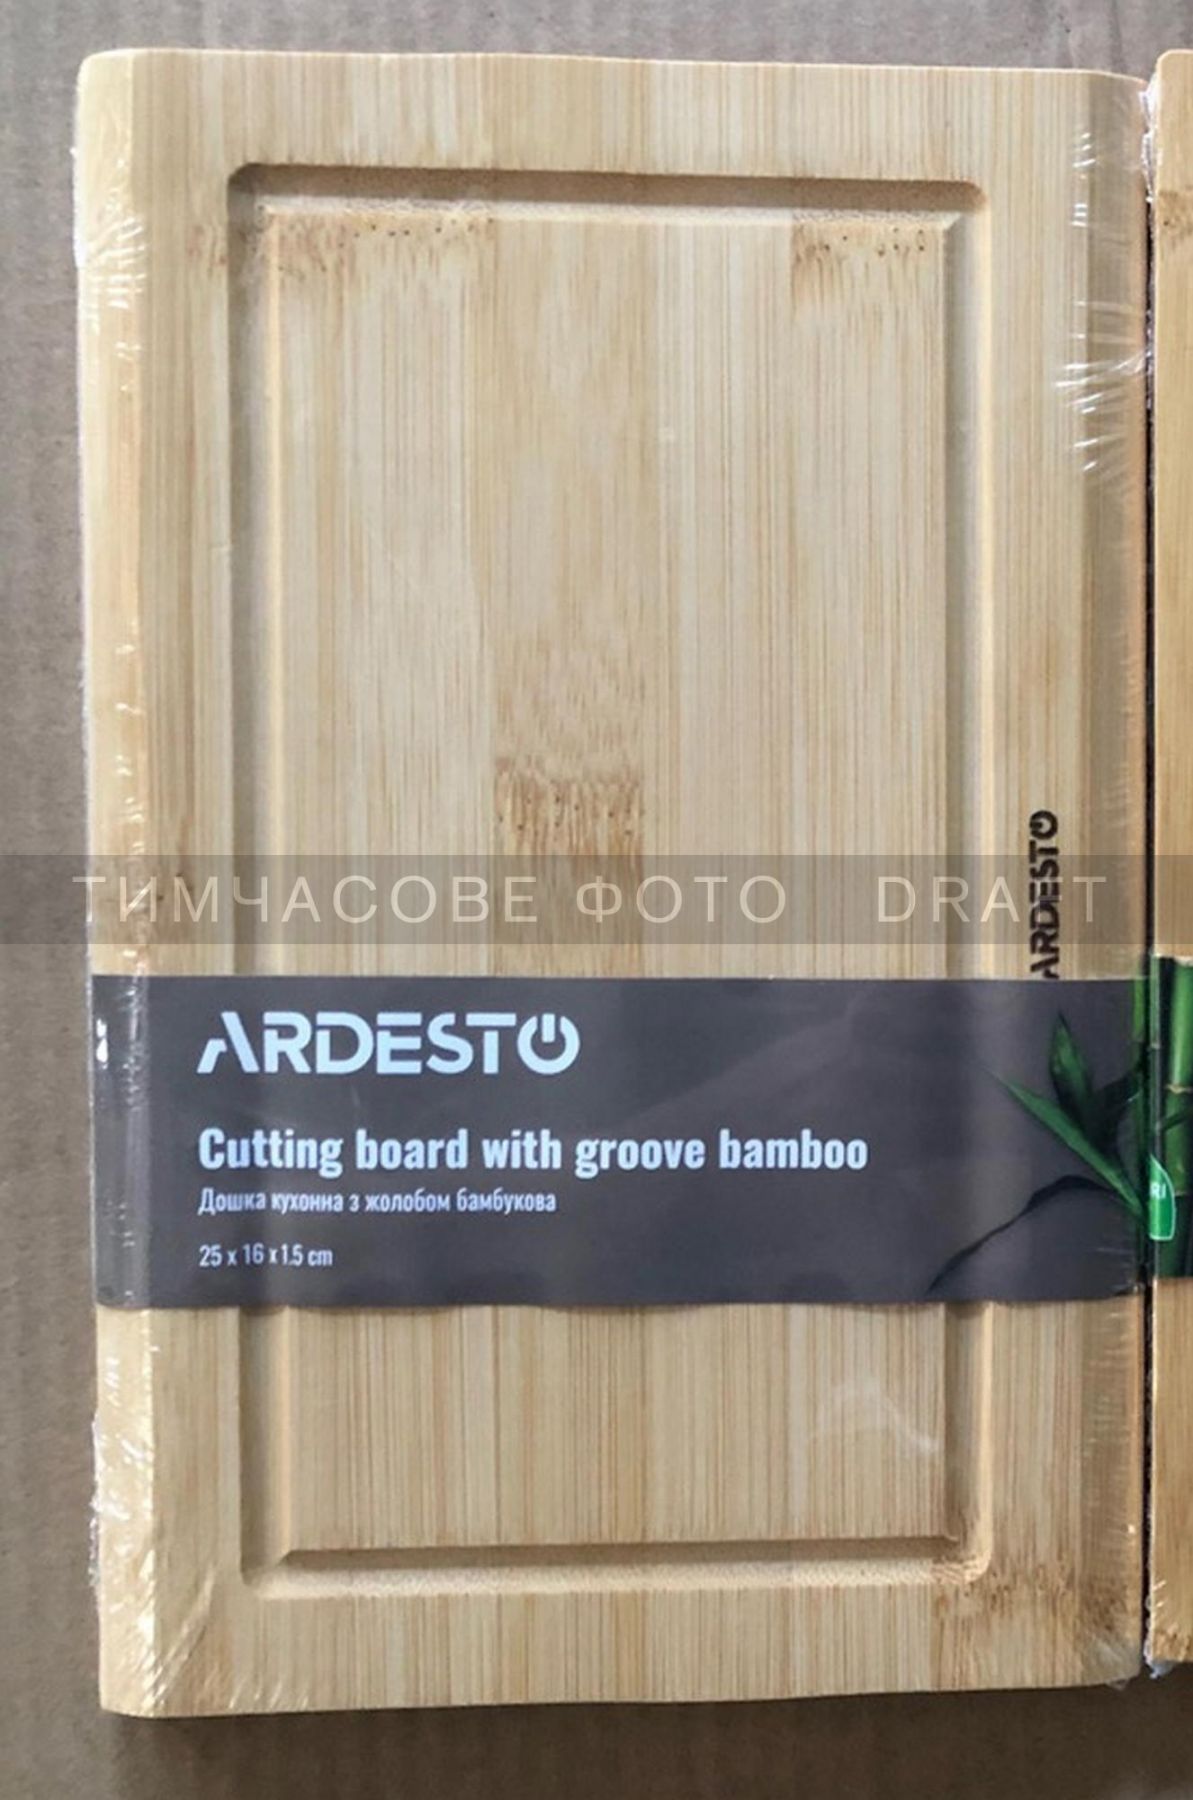 ARDESTO
ТИМЧАСОВЕ ФОТО DRAFT
ARDESTO
Cutting board with groove bamboo
Дошка кухонна з жолобом бамбукова
25 x 16 x 1.5 cm
RI